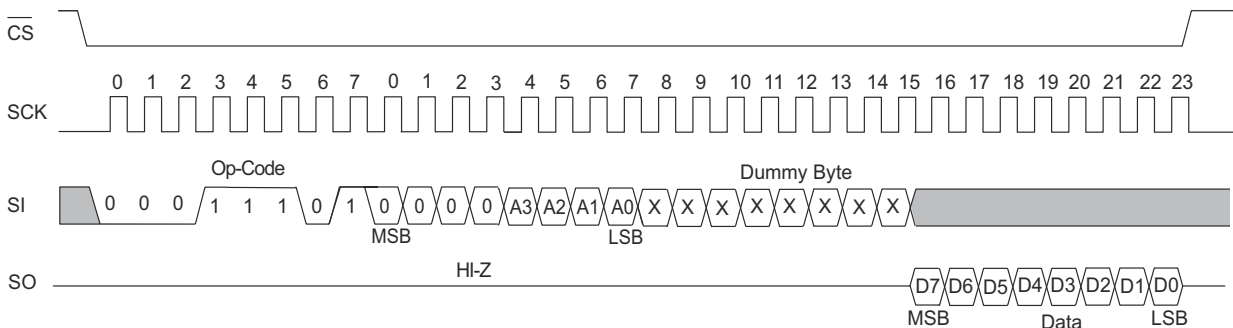 CS
0 1 2 3 4 5 6 7 0 1 2 3 4 5 6 7 8 9 10 11 12 13 14 15 16 17 18 19 20 21 22 23
SCK
Op-Code
Dummy Byte
SI
0 0 0 1 1 1 0 1 0 0 0 0 A3 A2 A1 A0 X X X X X X X X
MSB
LSB
HI-Z
SO
D7 D6 D5 D4 D3 D2 D1 D0
MSB
Data
LSB